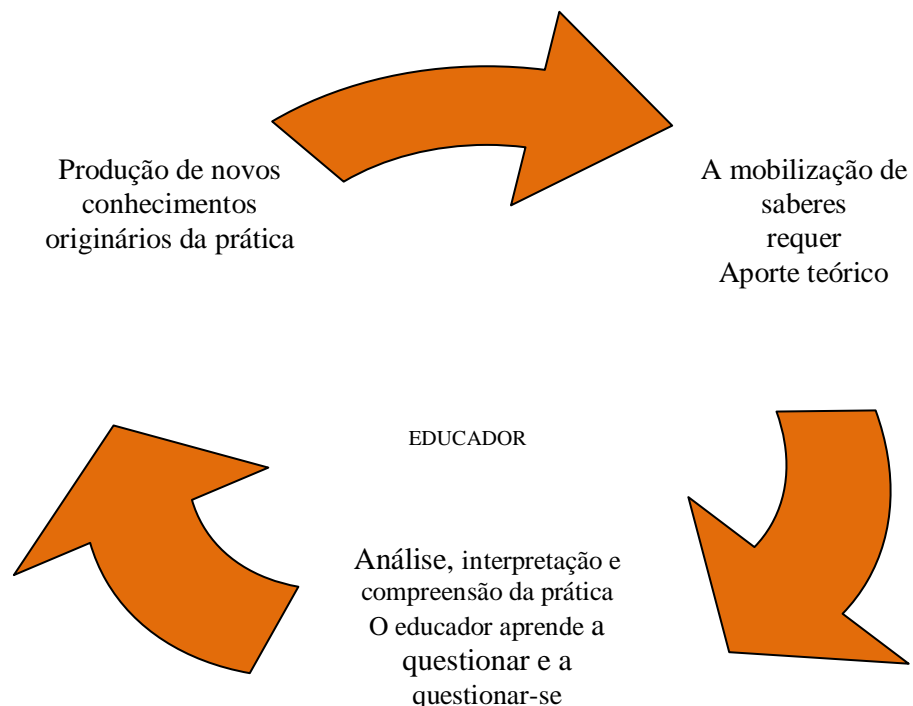 Produção de novos
conhecimentos
originários da prática
A mobilização de
saberes
requer
Aporte teórico
EDUCADOR
Análise, interpretação e
compreensão da prática
O educador aprende a
questionar e a
questionar-se